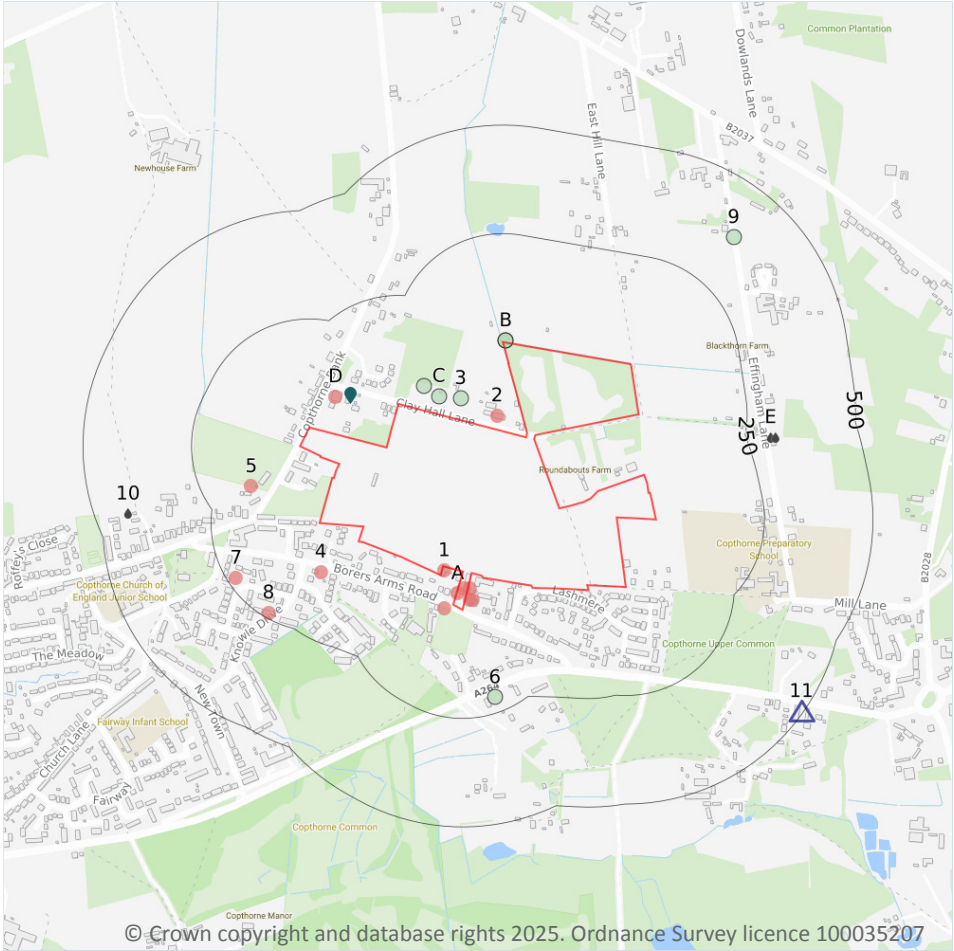 Common Plantation
Dowlands Lane
B2037
East Hill Lane
Newhouse Farm
9
B
Blackthorn Farm
Copthorne Bank
D
C
3
2
Clay Hall Lane
Effingham Lane
E
250
500
Roundabouts Farm
5
10
Roffey's Close
Copthorne Preparatory
School
B2028
1
A
4
7
8
Borers Arms Road
Lashmere
Copthorne Church of
England Junior School
Knowle Drive
Mill Lane
The Meadow
Copthorne Upper Common
6
A264
11
New Town
Fairway Infant School
Church Lane
Fairway
Copthorne Common
Copthorne Manor
© Crown copyright and database rights 2025. Ordnance Survey licence 100035207